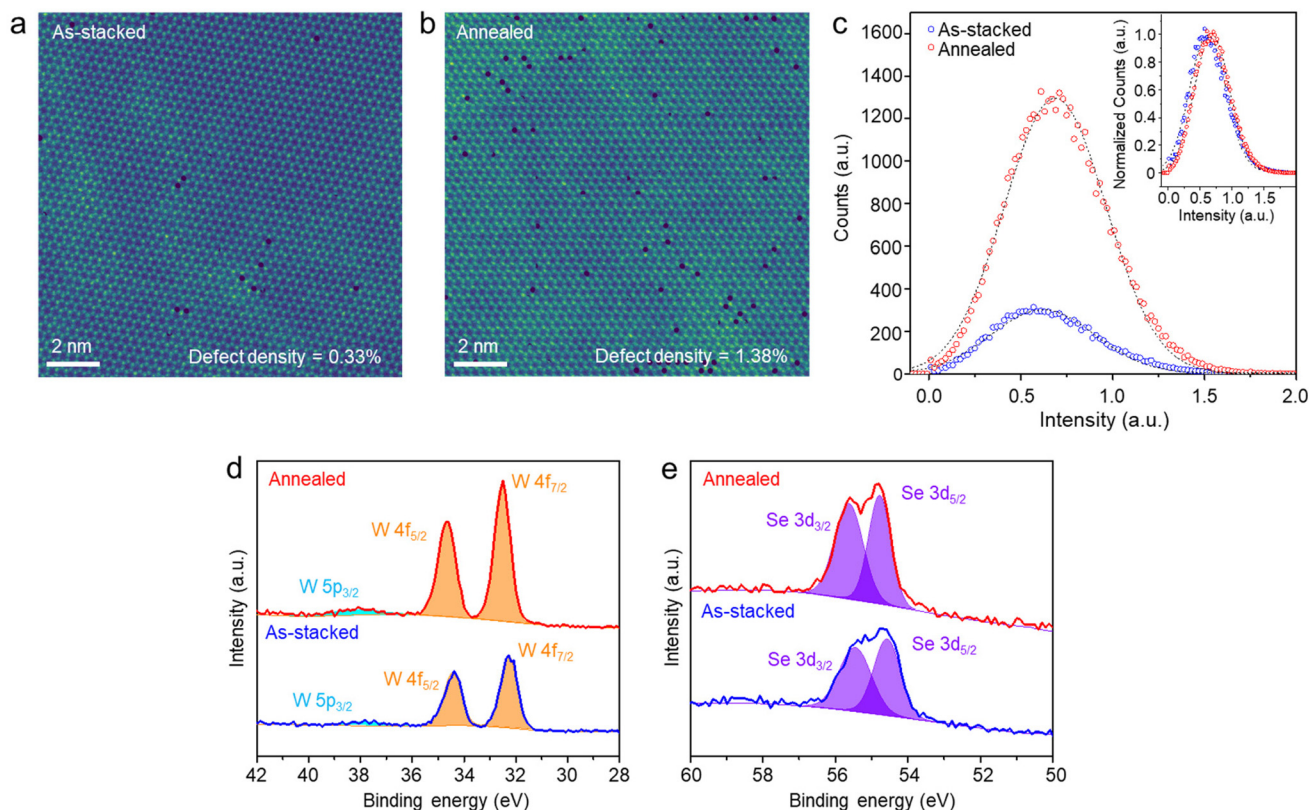 a
As-stacked
2 nm
Defect density = 0.33%
b
Annealed
2 nm
Defect density = 1.38%
c
As-stacked
Annealed
Counts (a.u.)
1600
1400
1200
1000
800
600
400
200
0
0.0 0.5 1.0 1.5 2.0
Intensity (a.u.)
Normalized Counts (a.u.)
1.0
0.8
0.6
0.4
0.2
0
0.0 0.5 1.0 1.5
Intensity (a.u.)
d
Annealed
W 4f7/2
W 4f5/2
W 5p3/2
As-stacked
W 4f7/2
W 4f5/2
W 5p3/2
Intensity (a.u.)
42 40 38 36 34 32 30 28
Binding energy (eV)
e
Annealed
Se 3d5/2
Se 3d3/2
As-stacked
Se 3d5/2
Se 3d3/2
Intensity (a.u.)
60 58 56 54 52 50
Binding energy (eV)